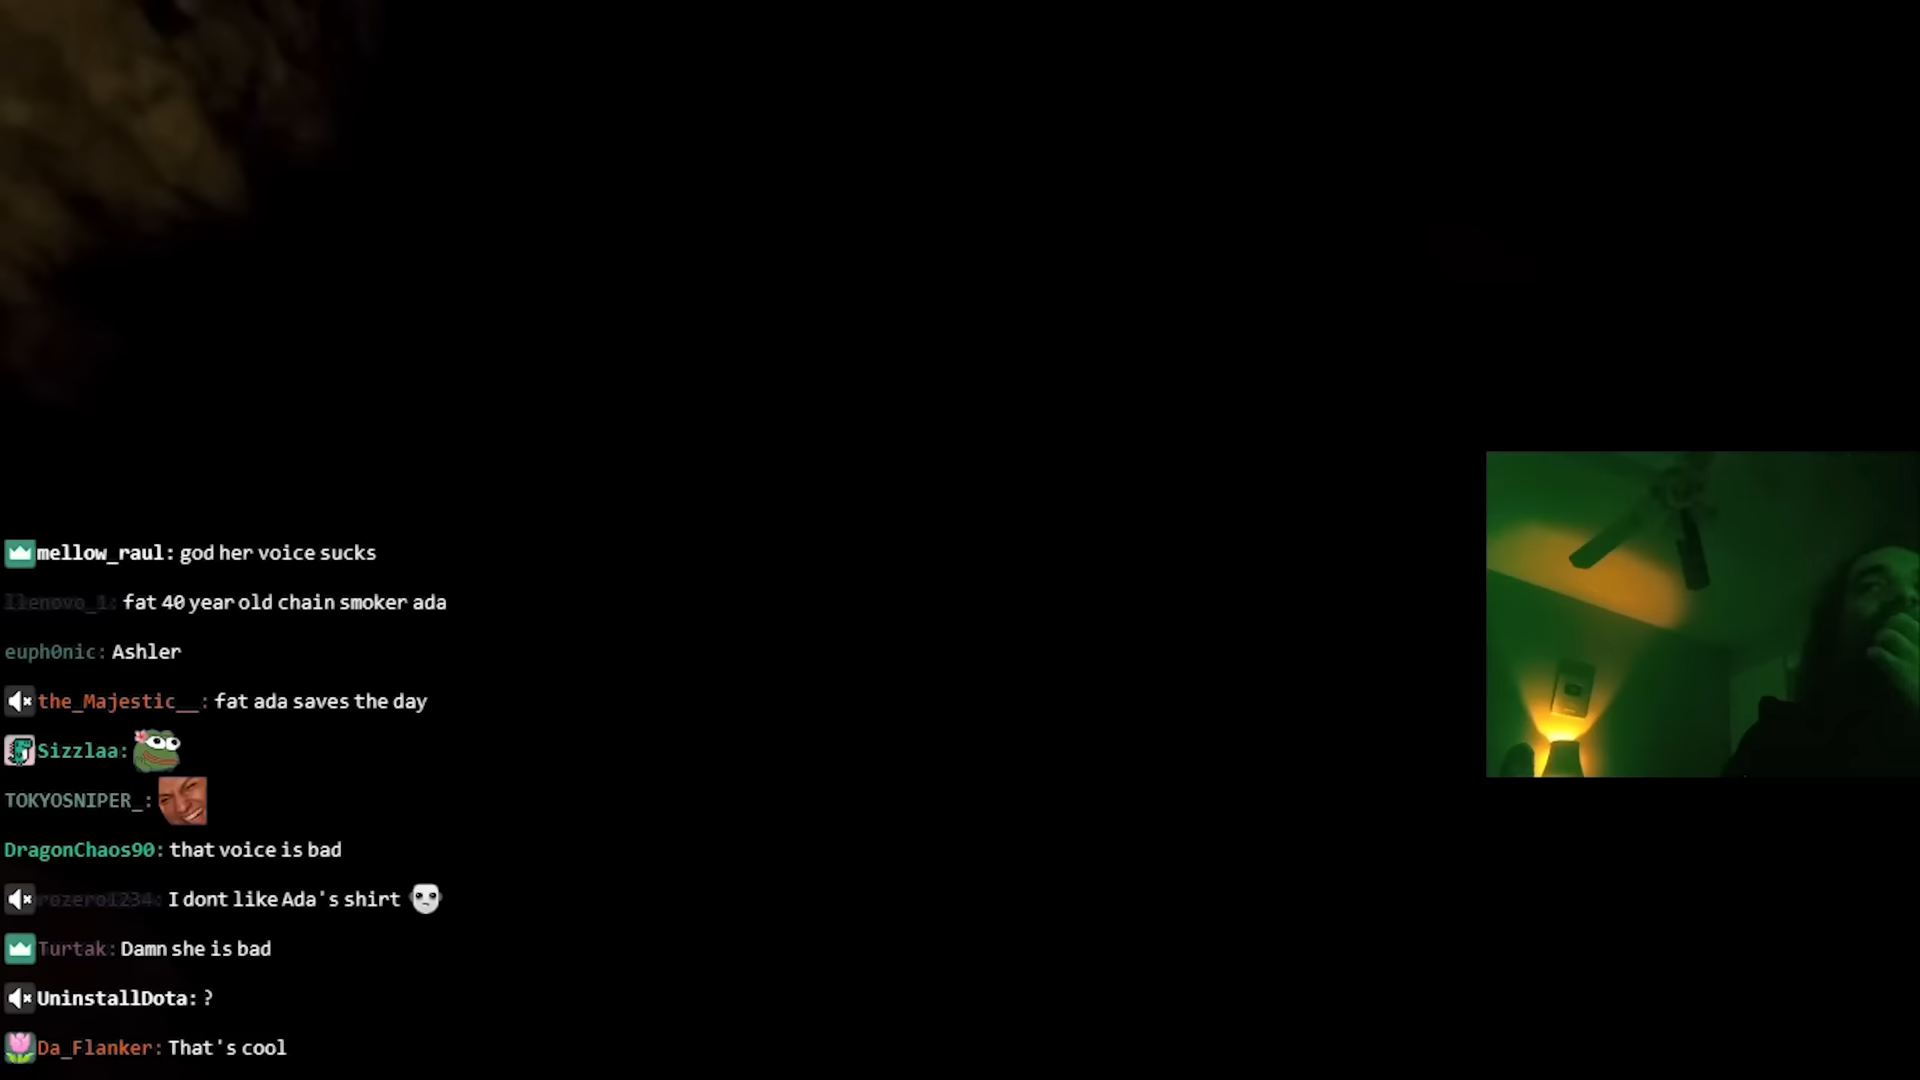 mellow_raul: god her voice sucks
llenovo_1: fat 40 year old chain smoker ada
euph0nic: Ashler
the_Majestic__: fat ada saves the day
Sizzlaa:
TOKYOSNIPER_:
DragonChaos90: that voice is bad
rozero1234: I dont like Ada's shirt
Turtak: Damn she is bad
UninstallDota: ?
Da_Flanker: That's cool